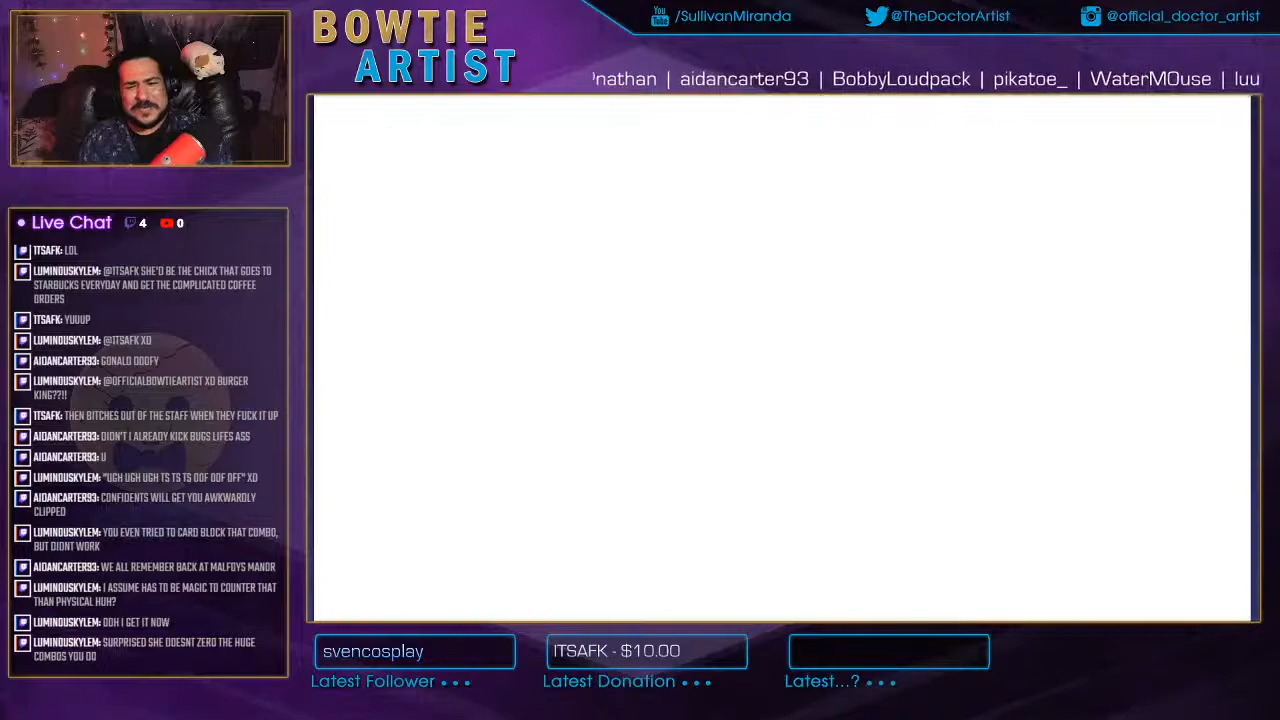 BOWTIE
ARTIST
You
Tube
/SullivanMiranda
@TheDoctorArtist
@official_doctor_artist
nathan | aidancarter93 | BobbyLoudpack | pikatoe_ | WaterM0use | luu
Live Chat 4 0
1TSAFK: LOL
LUMINOUSKYLEM: @1TSAFK SHE'D BE THE CHICK THAT GOES TO
STARBUCKS EVERYDAY AND GET THE COMPLICATED COFFEE
ORDERS
1TSAFK: YUUUP
LUMINOUSKYLEM: @1TSAFK XD
AIDANCARTER93: GONALD DOOFY
LUMINOUSKYLEM: @OFFICIALBOWTIEARTIST XD BURGER
KING??!!
1TSAFK: THEN BITCHES OUT OF THE STAFF WHEN THEY FUCK IT UP
AIDANCARTER93: DIDN'T I ALREADY KICK BUGS LIFES ASS
AIDANCARTER93: U
LUMINOUSKYLEM: "UGH UGH UGH TS TS TS OOF OOF OFF" XD
AIDANCARTER93: CONFIDENTS WILL GET YOU AWKWARDLY
CLIPPED
LUMINOUSKYLEM: YOU EVEN TRIED TO CARD BLOCK THAT COMBO,
BUT DIDNT WORK
AIDANCARTER93: WE ALL REMEMBER BACK AT MALFOYS MANOR
LUMINOUSKYLEM: I ASSUME HAS TO BE MAGIC TO COUNTER THAT
THAN PHYSICAL HUH?
LUMINOUSKYLEM: OOH I GET IT NOW
LUMINOUSKYLEM: SURPRISED SHE DOESNT ZERO THE HUGE
COMBOS YOU DO
svencosplay
Latest Follower • • •
ITSAFK - $10.00
Latest Donation • • •
Latest...? • • •